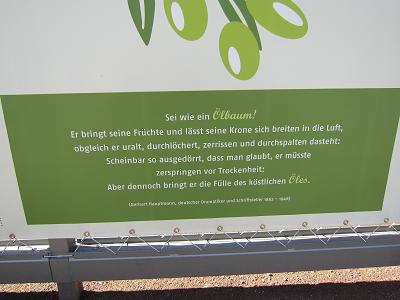 Sei wie ein Ölbaum!
Er bringt seine Früchte und lässt seine Krone sich breiten in die Luft,
obgleich er uralt, durchlöchert, zerrissen und durchspalten dasteht:
Scheinbar so ausgedörrt, dass man glaubt, er müsste
zerspringen vor Trockenheit:
Aber dennoch bringt er die Fülle des köstlichen Öles.
(Gerhart Hauptmann, deutscher Dramatiker und Schriftsteller 1862 – 1946)